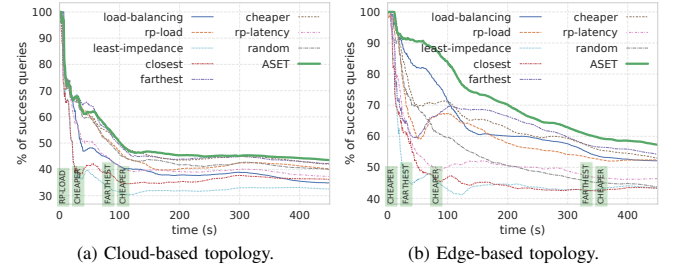 100
90
80
70
60
50
40
30
% of success queries
load-balancing
rp-load
least-impedance
closest
farthest
cheaper
rp-latency
random
ASET
RP-LOAD
CHEAPER
FARTHEST
CHEAPER
0
100
200
300
400
time (s)
(a) Cloud-based topology.
100
90
80
70
60
50
40
% of success queries
load-balancing
rp-load
least-impedance
closest
farthest
cheaper
rp-latency
random
ASET
CHEAPER
FARTHEST
CHEAPER
FARTHEST
CHEAPER
0
100
200
300
400
time (s)
(b) Edge-based topology.